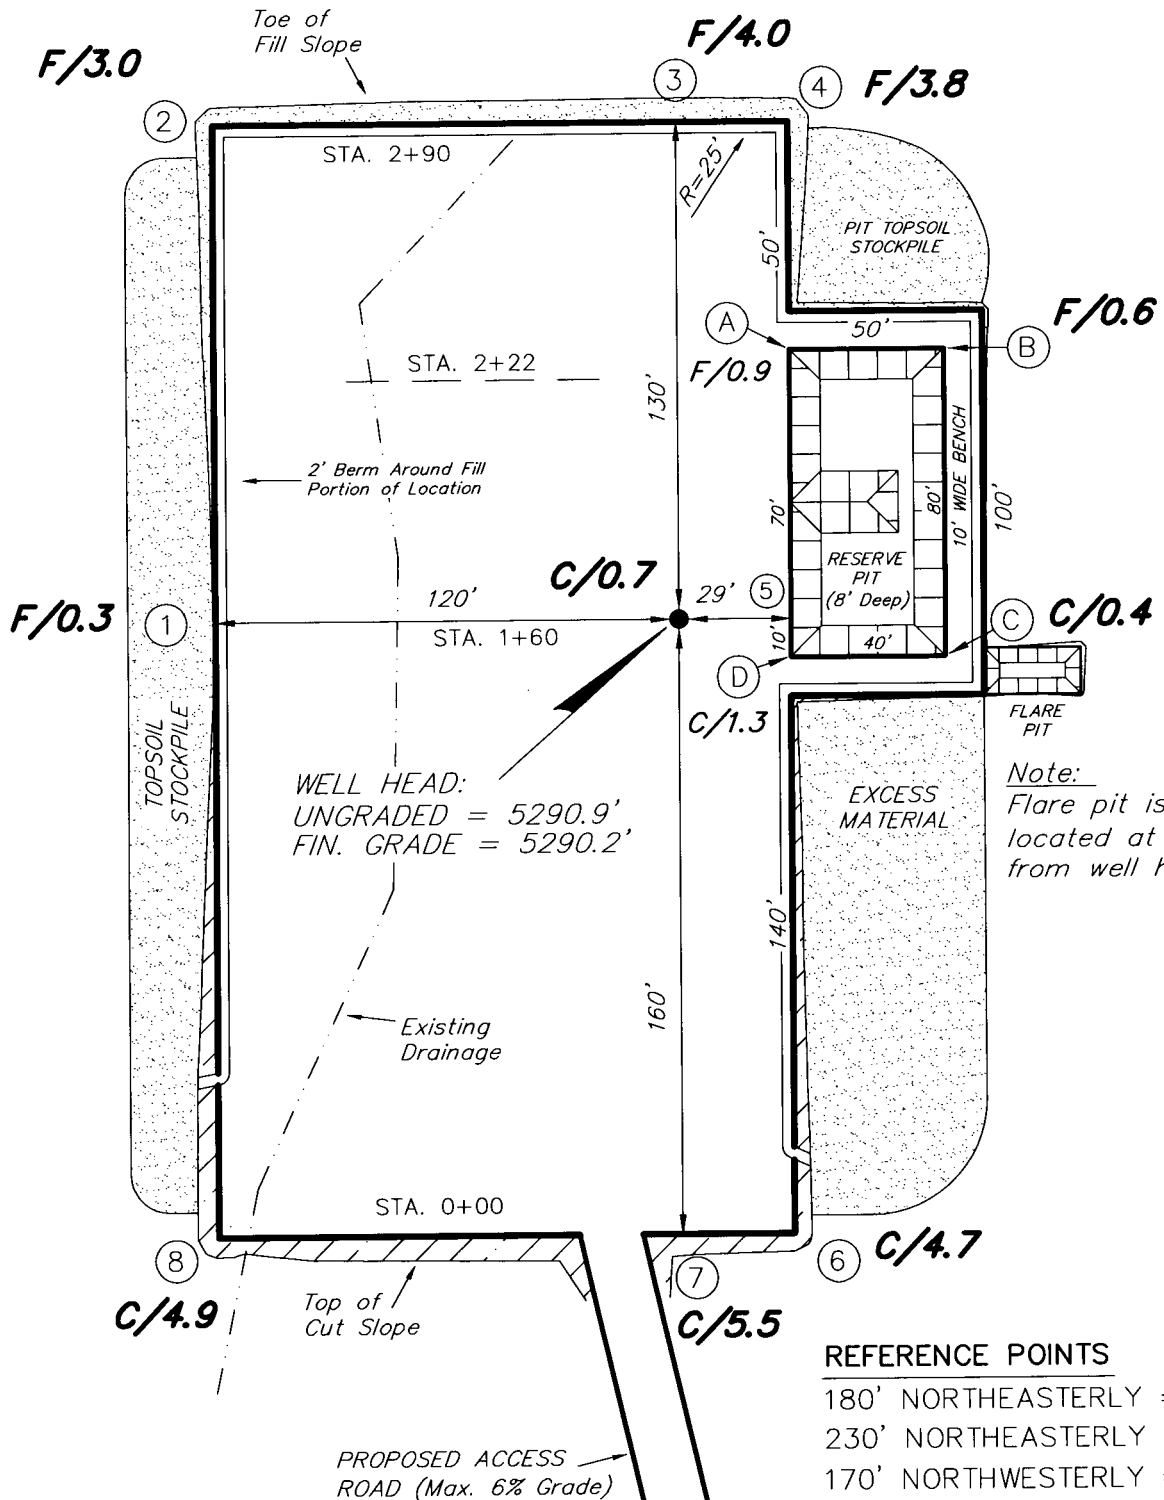 Toe of
Fill Slope
F/3.0
F/4.0
F/3.8
2
3
4
STA. 2+90
R=25'
50'
PIT TOPSOIL
STOCKPILE
A
50'
B
F/0.6
F/0.9
STA. 2+22
130'
2' Berm Around Fill
Portion of Location
70'
80'
10' WIDE BENCH
100'
RESERVE
PIT
(8' Deep)
C/0.7
29'
5
F/0.3
1
120'
STA. 1+60
10'
40'
C
C/0.4
D
C/1.3
FLARE
PIT
TOPSOIL
STOCKPILE
WELL HEAD:
UNGRADED = 5290.9'
FIN. GRADE = 5290.2'
EXCESS
MATERIAL
Note:
Flare pit is
located at
from well
140'
160'
Existing
Drainage
STA. 0+00
8
7
6
C/4.7
C/4.9
Top of
Cut Slope
C/5.5
REFERENCE POINTS
180' NORTHEASTERLY =
230' NORTHEASTERLY
170' NORTHWESTERLY =
PROPOSED ACCESS
ROAD (Max. 6% Grade)